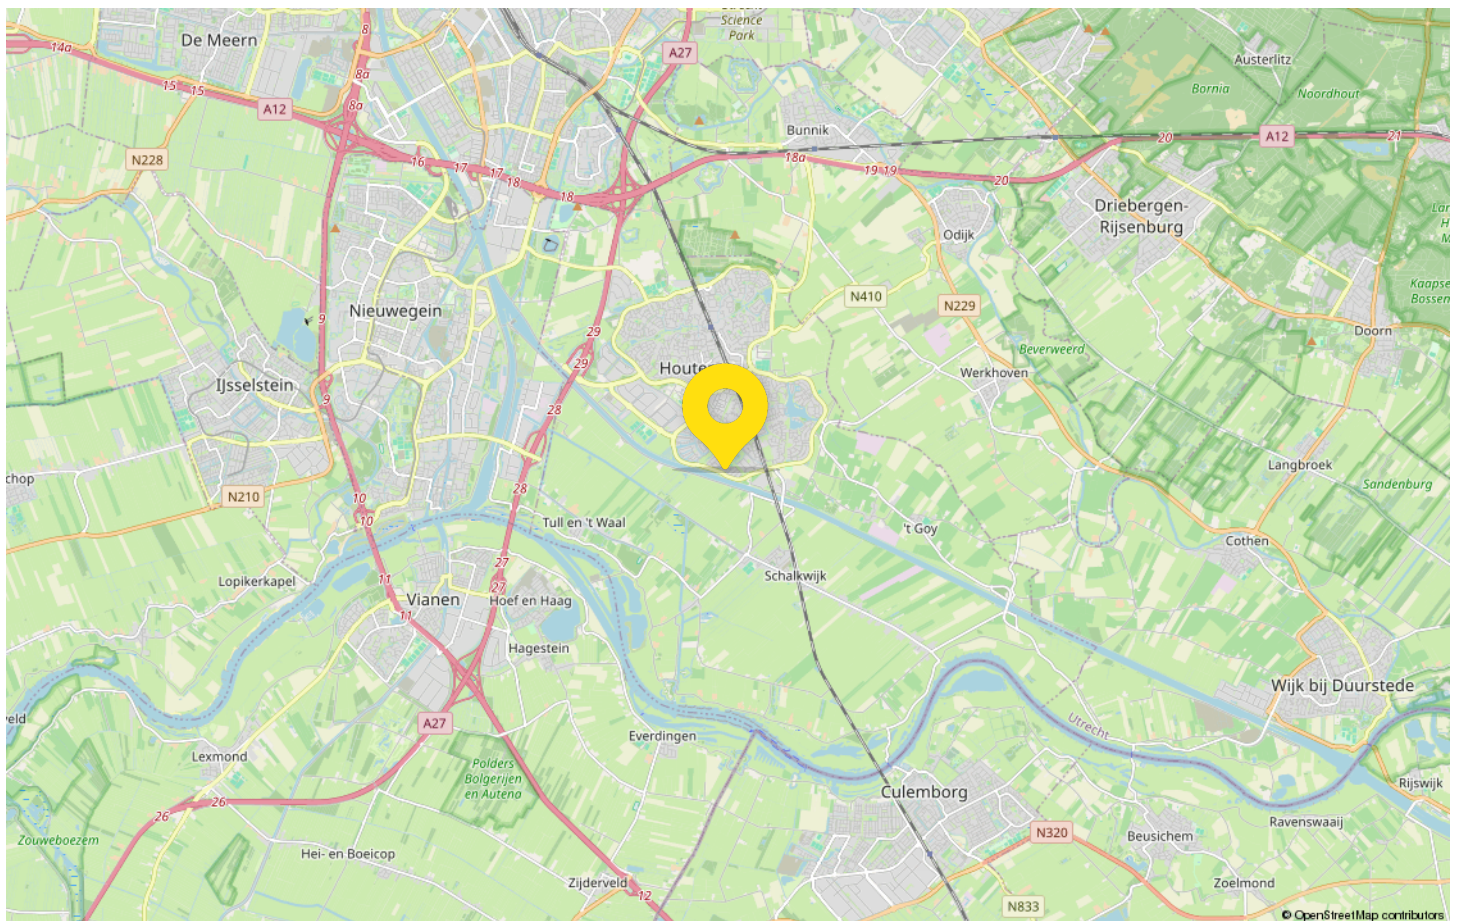 Science
Park
De Meern
A27
14a
8
8a
8a
15
15
A12
Austerlitz
Bornia
Noordhout
Bunnik
A12
20
21
18a
N228
16
17
17
18
18
19
19
20
Driebergen-
Rijsenburg
Odijk
N410
N229
Kaapse
Bossen
Nieuwegein
9
29
29
Doorn
Beverweerd
Houte
Werkhoven
IJsselstein
9
28
Langbroek
Sandenburg
chop
N210
10
10
28
Tull en 't Waal
't Goy
Cothen
27
Schalkwijk
Lopikerkapel
11
27
Vianen
Hoef en Haag
11
Hagestein
Wijk bij Duurstede
veld
A27
Utrecht
Everdingen
Lexmond
Polders
Bolgerijen
en Autena
Rijswijk
Culemborg
26
26
Ravenswaaij
N320
Beusichem
Zouweboezem
Hei- en Boeicop
Zijderveld
12
Zoelmond
N833
© OpenStreetMap contributors